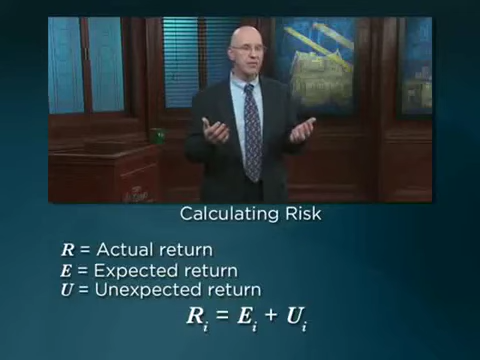 Calculating Risk
R = Actual return
E = Expected return
U = Unexpected return
Rᵢ = Eᵢ + Uᵢ